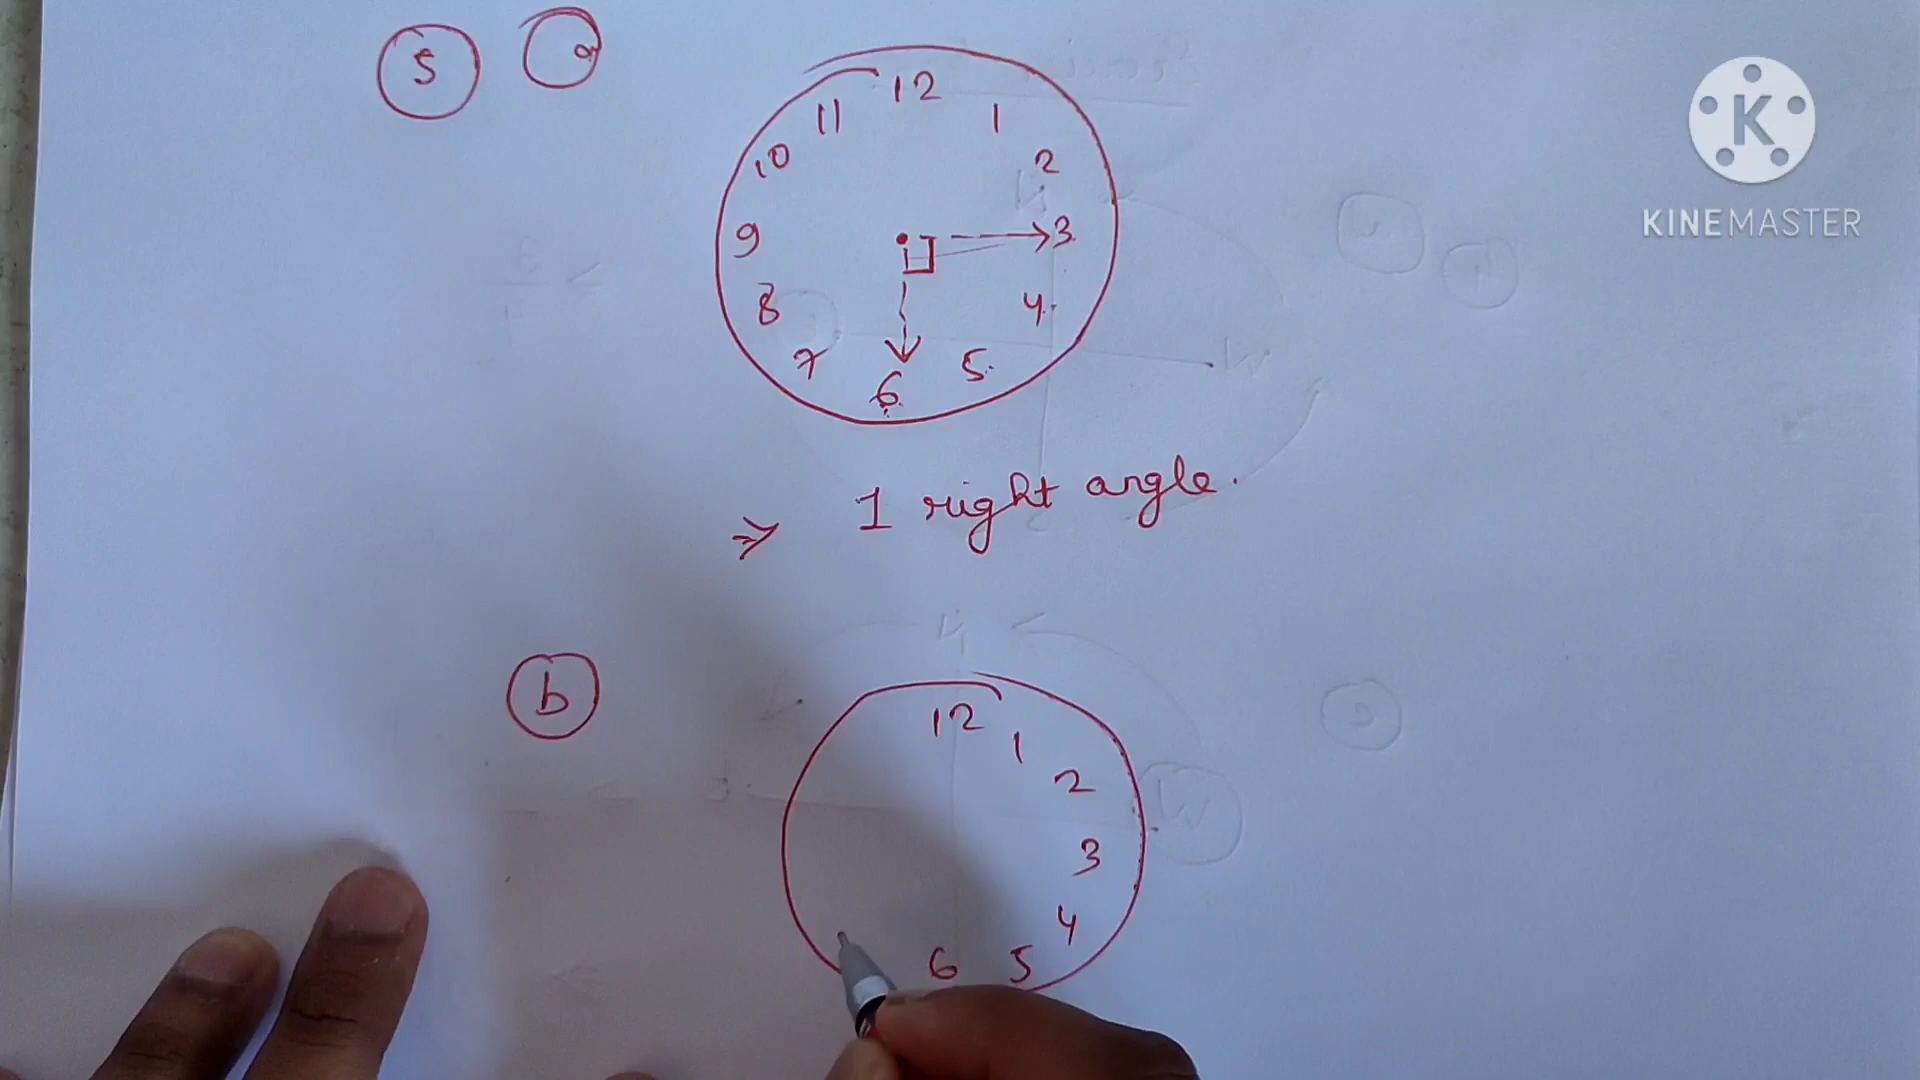 5 a
12
11 1
10 2
9 3
8 4
7 5
6
⇒ 1 right angle.
b
12
1
2
3
4
6 5
K
KINEMASTER